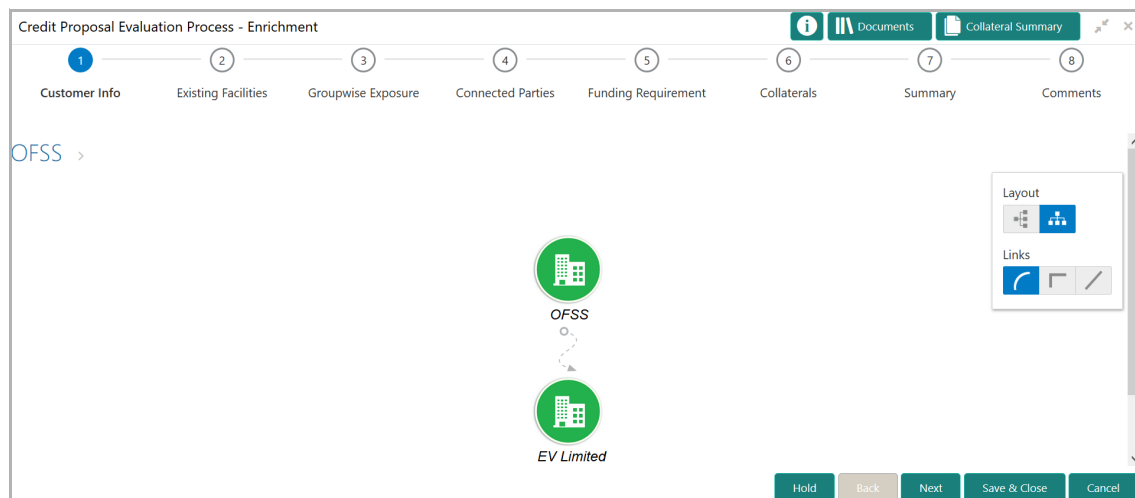 Credit Proposal Evaluation Process - Enrichment
Documents
Collateral Summary
1 2 3 4 5 6 7 8
Customer Info Existing Facilities Groupwise Exposure Connected Parties Funding Requirement Collaterals Summary Comments
OFSS
Layout
Links
OFSS
EV Limited
Hold Back Next Save & Close Cancel